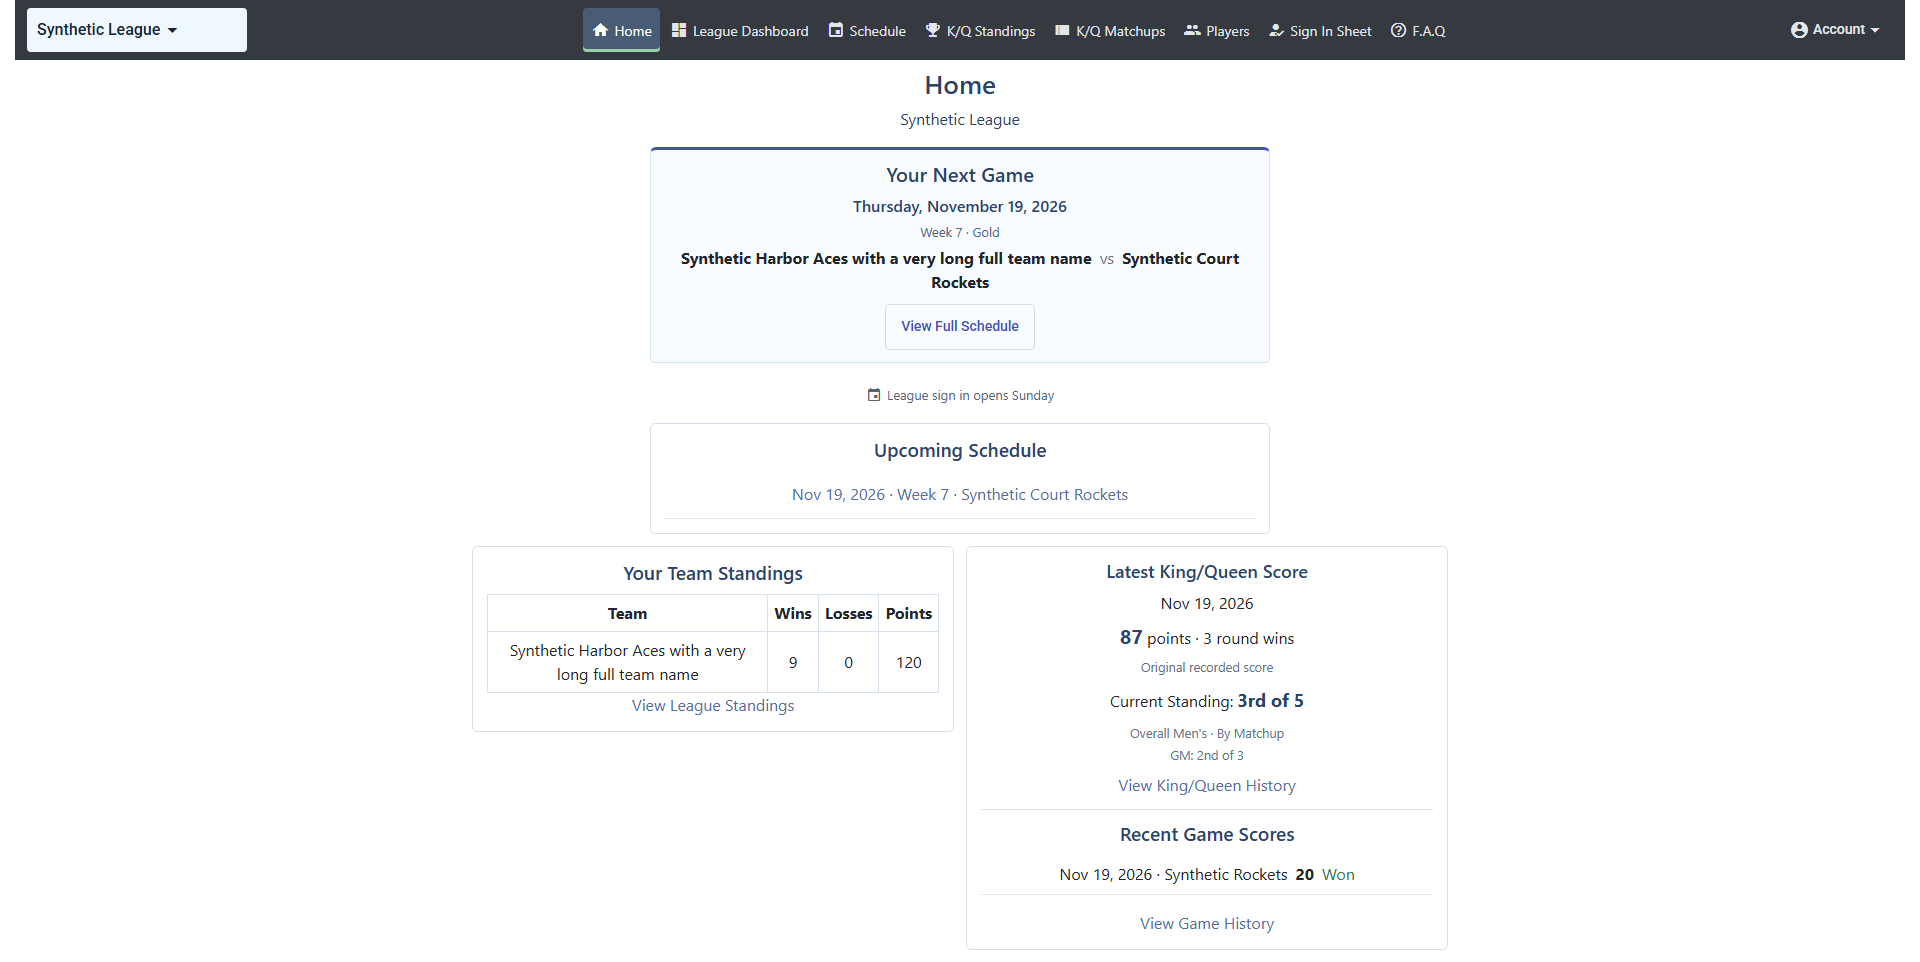 Synthetic League
Home
League Dashboard
Schedule
K/Q Standings
K/Q Matchups
Players
Sign In Sheet
F.A.Q
Account
Home
Synthetic League
Your Next Game
Thursday, November 19, 2026
Week 7 · Gold
Synthetic Harbor Aces with a very long full team name vs Synthetic Court
Rockets
View Full Schedule
League sign in opens Sunday
Upcoming Schedule
Nov 19, 2026 · Week 7 · Synthetic Court Rockets
Your Team Standings
Team Wins Losses Points
Synthetic Harbor Aces with a very
long full team name
9 0 120
View League Standings
Latest King/Queen Score
Nov 19, 2026
87 points · 3 round wins
Original recorded score
Current Standing: 3rd of 5
Overall Men's · By Matchup
GM: 2nd of 3
View King/Queen History
Recent Game Scores
Nov 19, 2026 · Synthetic Rockets 20 Won
View Game History